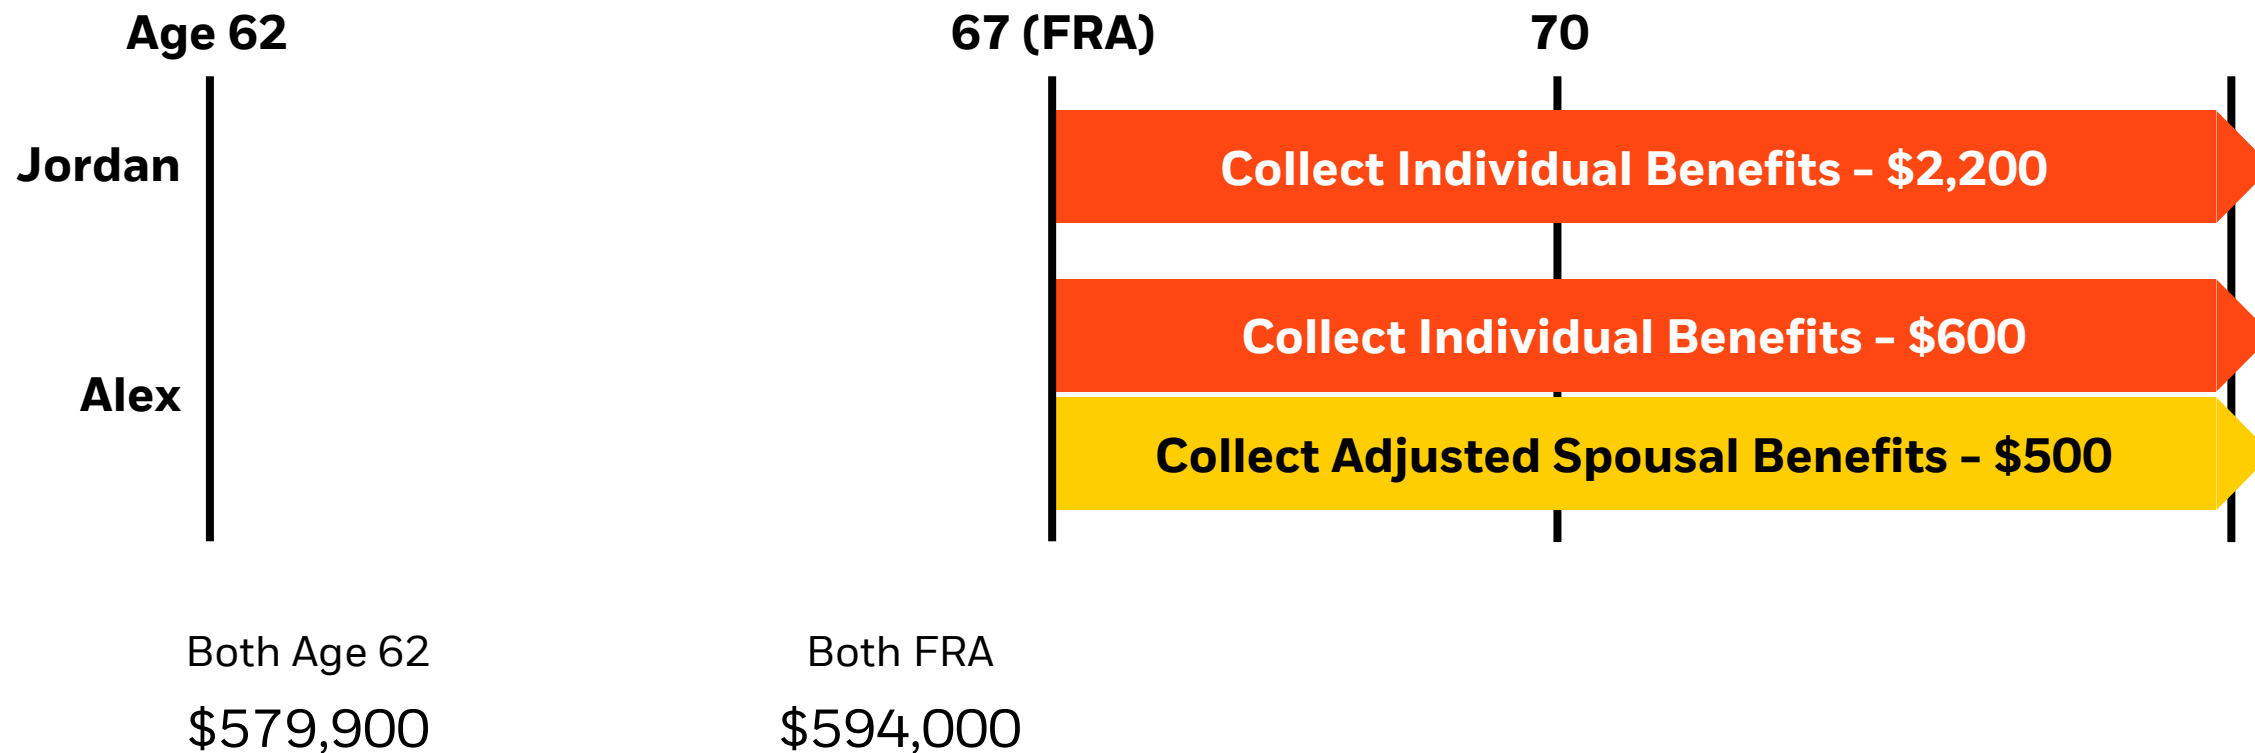 Age 62 67 (FRA) 70
Jordan
Collect Individual Benefits – $2,200
Collect Individual Benefits – $600
Alex
Collect Adjusted Spousal Benefits – $500
Both Age 62 Both FRA
$579,900 $594,000